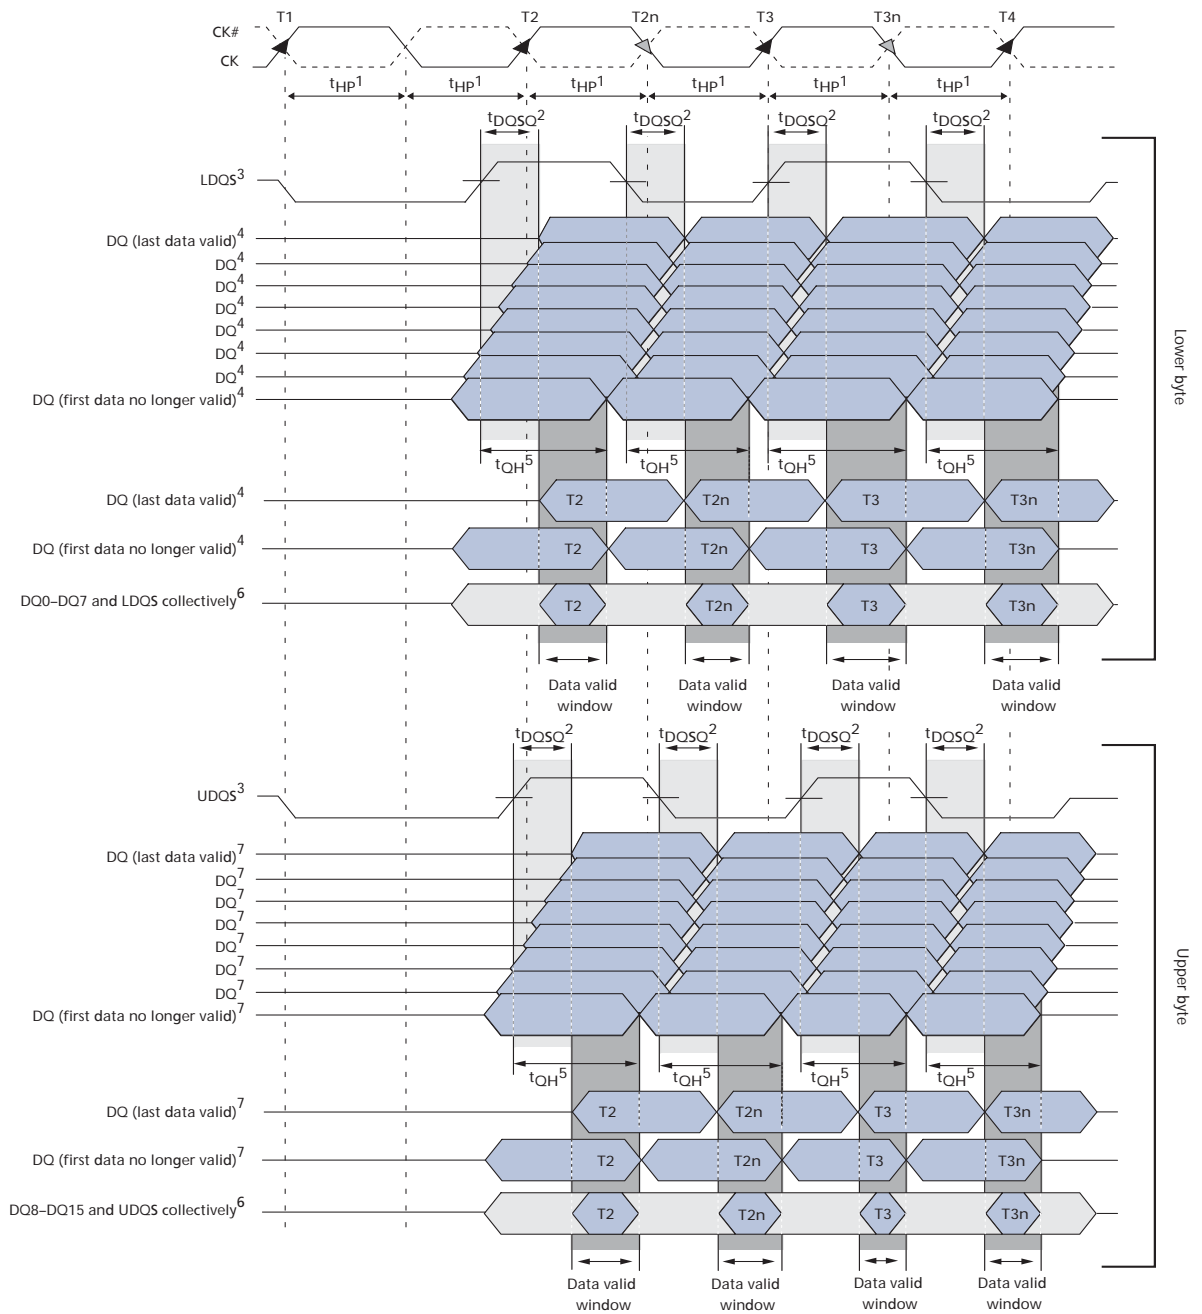 T1 T2 T2n T3 T3n T4
CK#
CK
tHP1 tHP1 tHP1 tHP1 tHP1 tHP1
tDQSQ2 tDQSQ2 tDQSQ2 tDQSQ2
LDQS3
DQ (last data valid)4
DQ4
DQ4
DQ4
DQ4
DQ4
DQ4
DQ (first data no longer valid)4
Lower byte
tQH5 tQH5 tQH5 tQH5
DQ (last data valid)4 T2 T2n T3 T3n
DQ (first data no longer valid)4 T2 T2n T3 T3n
DQ0–DQ7 and LDQS collectively6 T2 T2n T3 T3n
Data valid Data valid Data valid Data valid
window window window window
tDQSQ2 tDQSQ2 tDQSQ2 tDQSQ2
UDQS3
DQ (last data valid)7
DQ7
DQ7
DQ7
DQ7
DQ7
DQ7
DQ (first data no longer valid)7
Upper byte
tQH5 tQH5 tQH5 tQH5
DQ (last data valid)7 T2 T2n T3 T3n
DQ (first data no longer valid)7 T2 T2n T3 T3n
DQ8–DQ15 and UDQS collectively6 T2 T2n T3 T3n
Data valid Data valid Data valid Data valid
window window window window